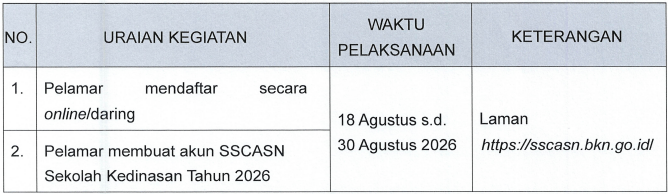 NO.
URAIAN KEGIATAN
WAKTU
PELAKSANAAN
KETERANGAN
1.
Pelamar mendaftar secara
online/daring
2.
Pelamar membuat akun SSCASN
Sekolah Kedinasan Tahun 2026
18 Agustus s.d.
30 Agustus 2026
Laman
https://sscasn.bkn.go.id/